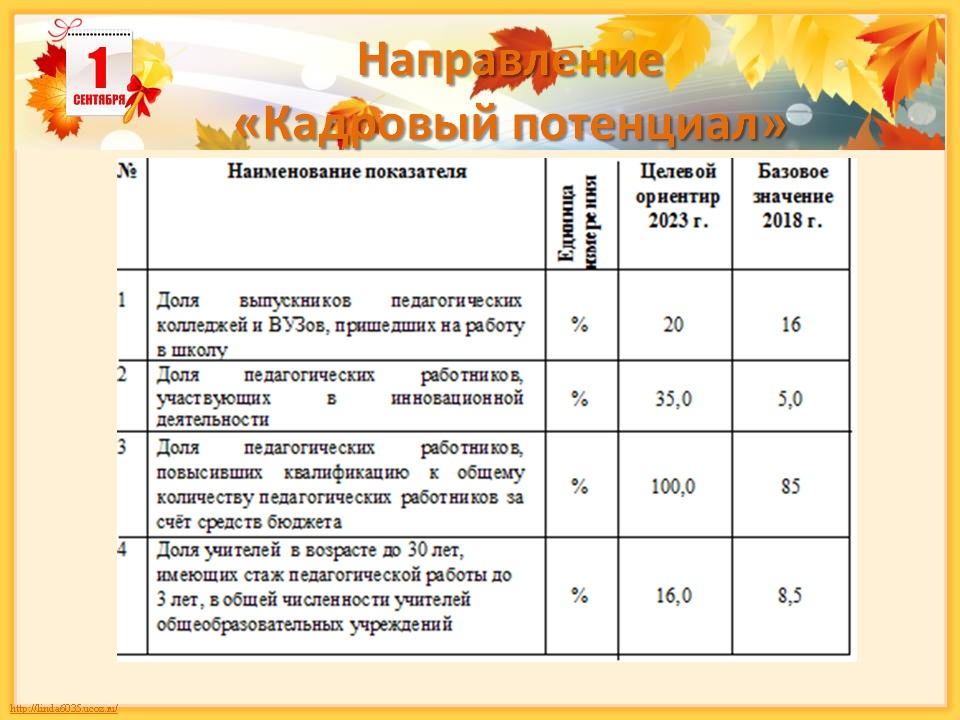 1
СЕНТЯБРЯ
Направление
«Кадровый потенциал»
№
Наименование показателя
Единица
измерения
Целевой
ориентир
2023 г.
Базовое
значение
2018 г.
1
Доля выпускников педагогических
колледжей и ВУЗов, пришедших на работу
в школу
%
20
16
2
Доля педагогических работников,
участвующих в инновационной
деятельности
%
35,0
5,0
3
Доля педагогических работников,
повысивших квалификацию к общему
количеству педагогических работников за
счёт средств бюджета
%
100,0
85
4
Доля учителей в возрасте до 30 лет,
имеющих стаж педагогической работы до
3 лет, в общей численности учителей
общеобразовательных учреждений
%
16,0
8,5
http://linda6035.ucoz.ru/